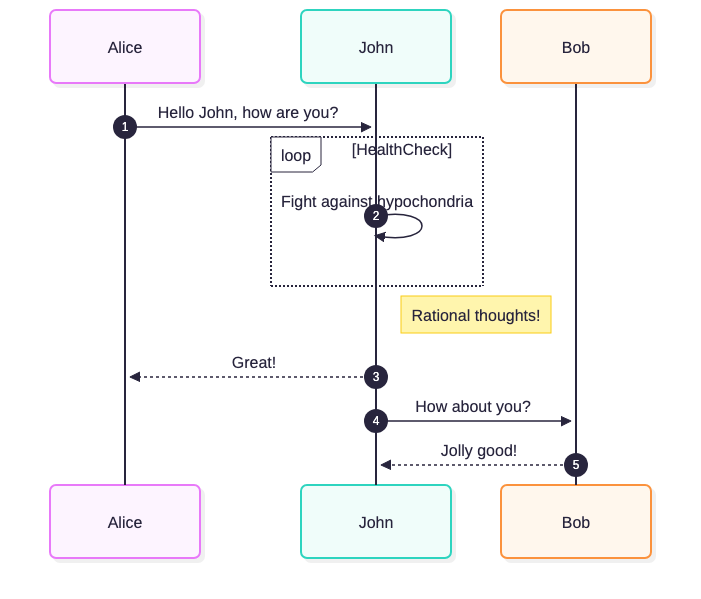 Alice
John
Bob
1
Hello John, how are you?
loop
[HealthCheck]
Fight against hypochondria
2
Rational thoughts!
Great!
3
4
How about you?
Jolly good!
5
Alice
John
Bob